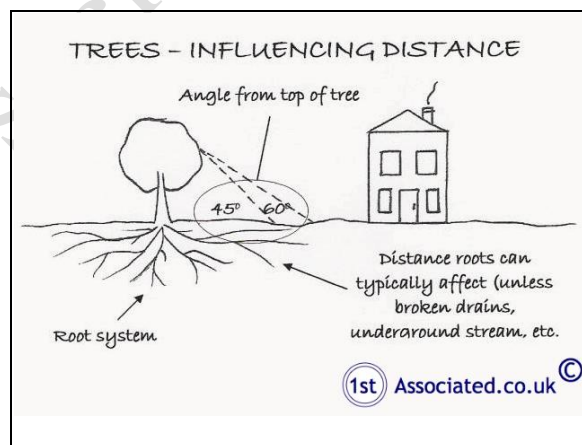 TREES – INFLUENCING DISTANCE
Angle from top of tree
45° 60°
Distance roots can
typically affect (unless
broken drains,
underground stream, etc.
Root system
1st Associated.co.uk ©